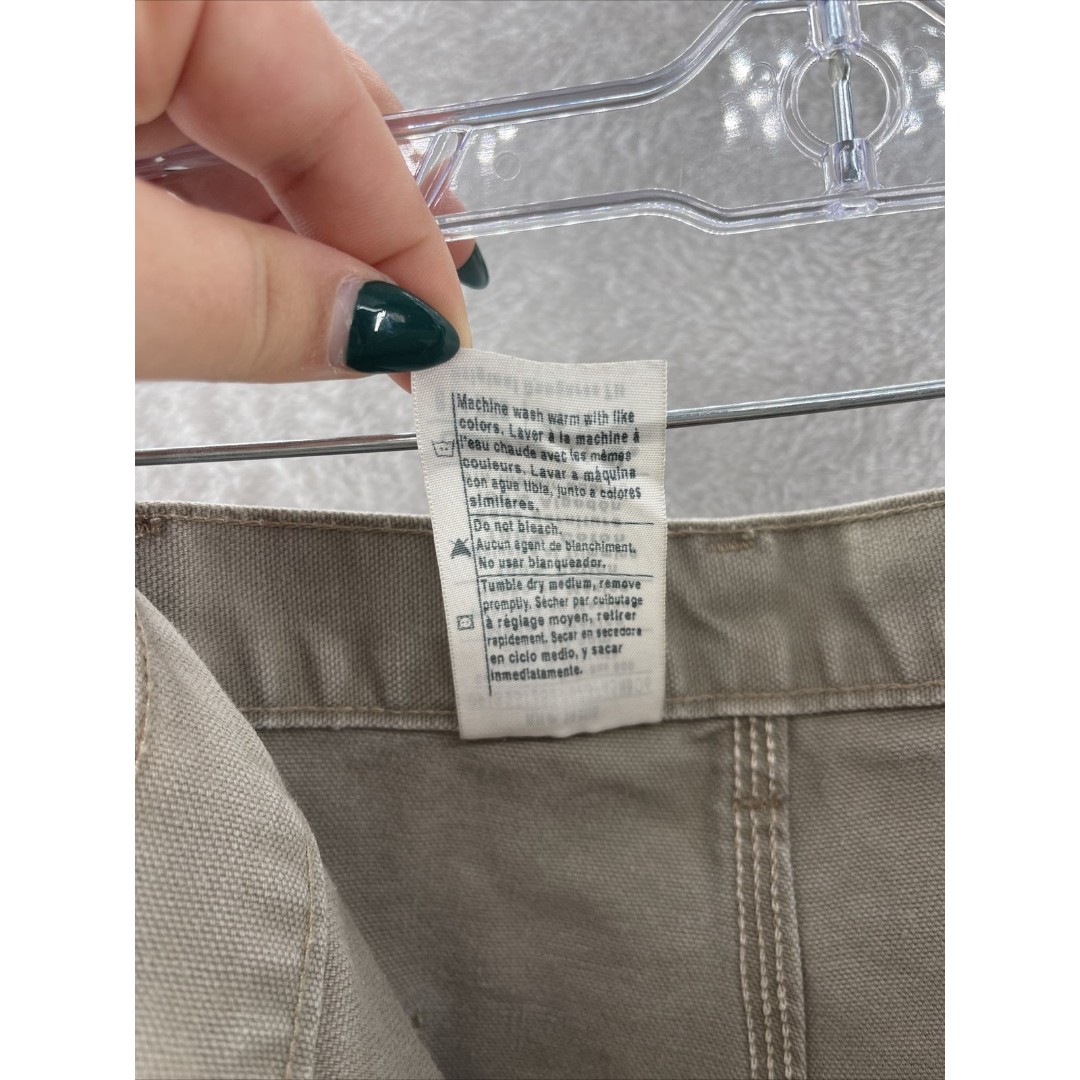 Machine wash warm with like
colors. Laver à la machine à
l'eau chaude avec les mêmes
couleurs. Lavar a máquina
con agua tibia, junto a colores
similares.
Do not bleach.
Aucun agent de blanchiment.
No usar blanqueador.
Tumble dry medium, remove
promptly. Sécher par culbutage
à réglage moyen, retirer
rapidement. Secar en secadora
en ciclo medio, y sacar
inmediatamente.